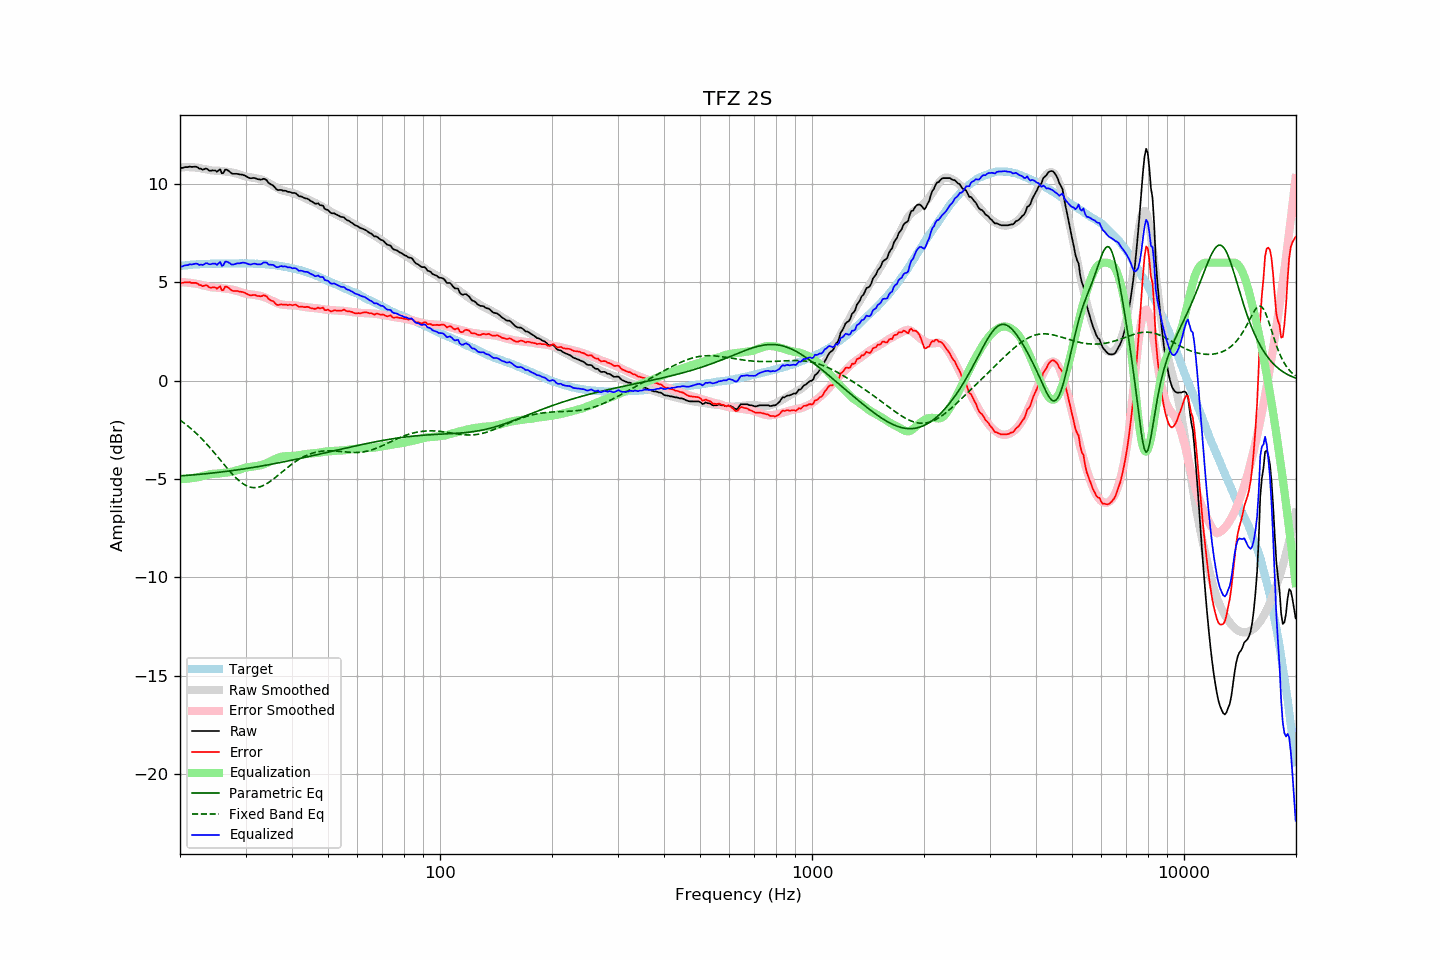 TFZ 2S
10
5
0
−5
−10
−15
−20
Amplitude (dBr)
Target
Raw Smoothed
Error Smoothed
Raw
Error
Equalization
Parametric Eq
Fixed Band Eq
Equalized
100
1000
10000
Frequency (Hz)